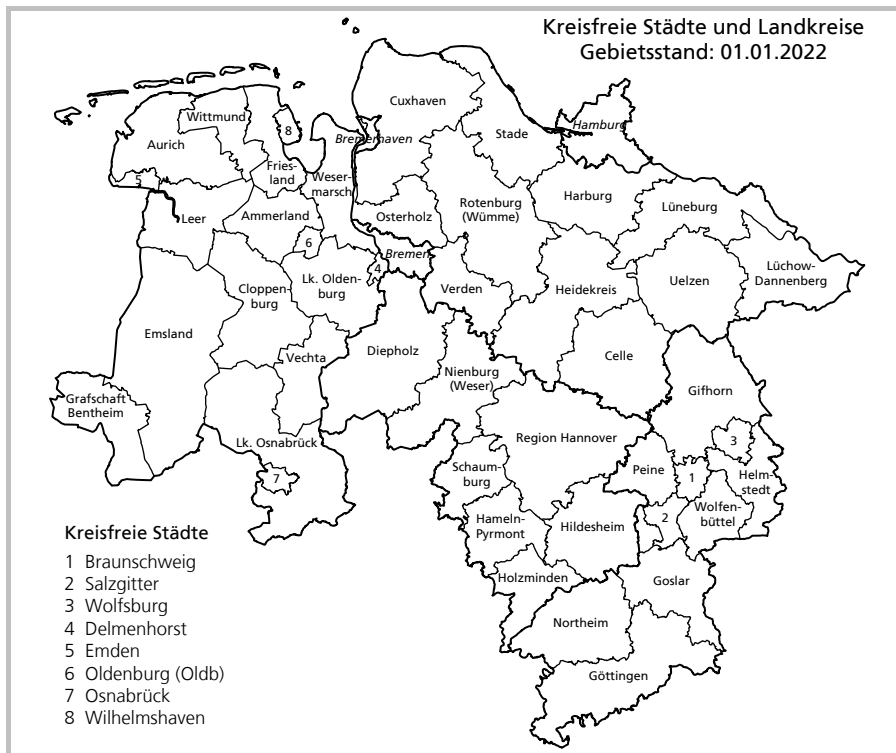 Kreisfreie Städte und Landkreise
Gebietsstand: 01.01.2022
Cuxhaven
Wittmund
8
Stade
Hamburg
Bremerhaven
Aurich
Fries-
land
Weser-
marsch
5
Harburg
Rotenburg
(Wümme)
Lüneburg
Leer
Ammerland
Osterholz
6
Bremen
4
Lüchow-
Dannenberg
Lk. Olden-
burg
Cloppen-
burg
Verden
Heidekreis
Uelzen
Emsland
Vechta
Diepholz
Celle
Nienburg
(Weser)
Gifhorn
Grafschaft
Bentheim
Region Hannover
Lk. Osnabrück
3
Schaum-
burg
Peine
1
Helm-
stedt
7
Wolfen-
büttel
2
Hameln-
Pyrmont
Hildesheim
Holzminden
Goslar
Northeim
Göttingen
Kreisfreie Städte
1 Braunschweig
2 Salzgitter
3 Wolfsburg
4 Delmenhorst
5 Emden
6 Oldenburg (Oldb)
7 Osnabrück
8 Wilhelmshaven